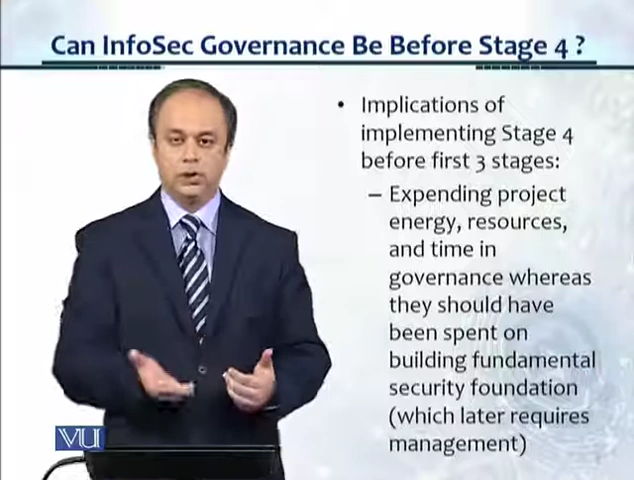 Can InfoSec Governance Be Before Stage 4 ?
• Implications of
implementing Stage 4
before first 3 stages:
– Expending project
energy, resources,
and time in
governance whereas
they should have
been spent on
building fundamental
security foundation
(which later requires
management)
VU